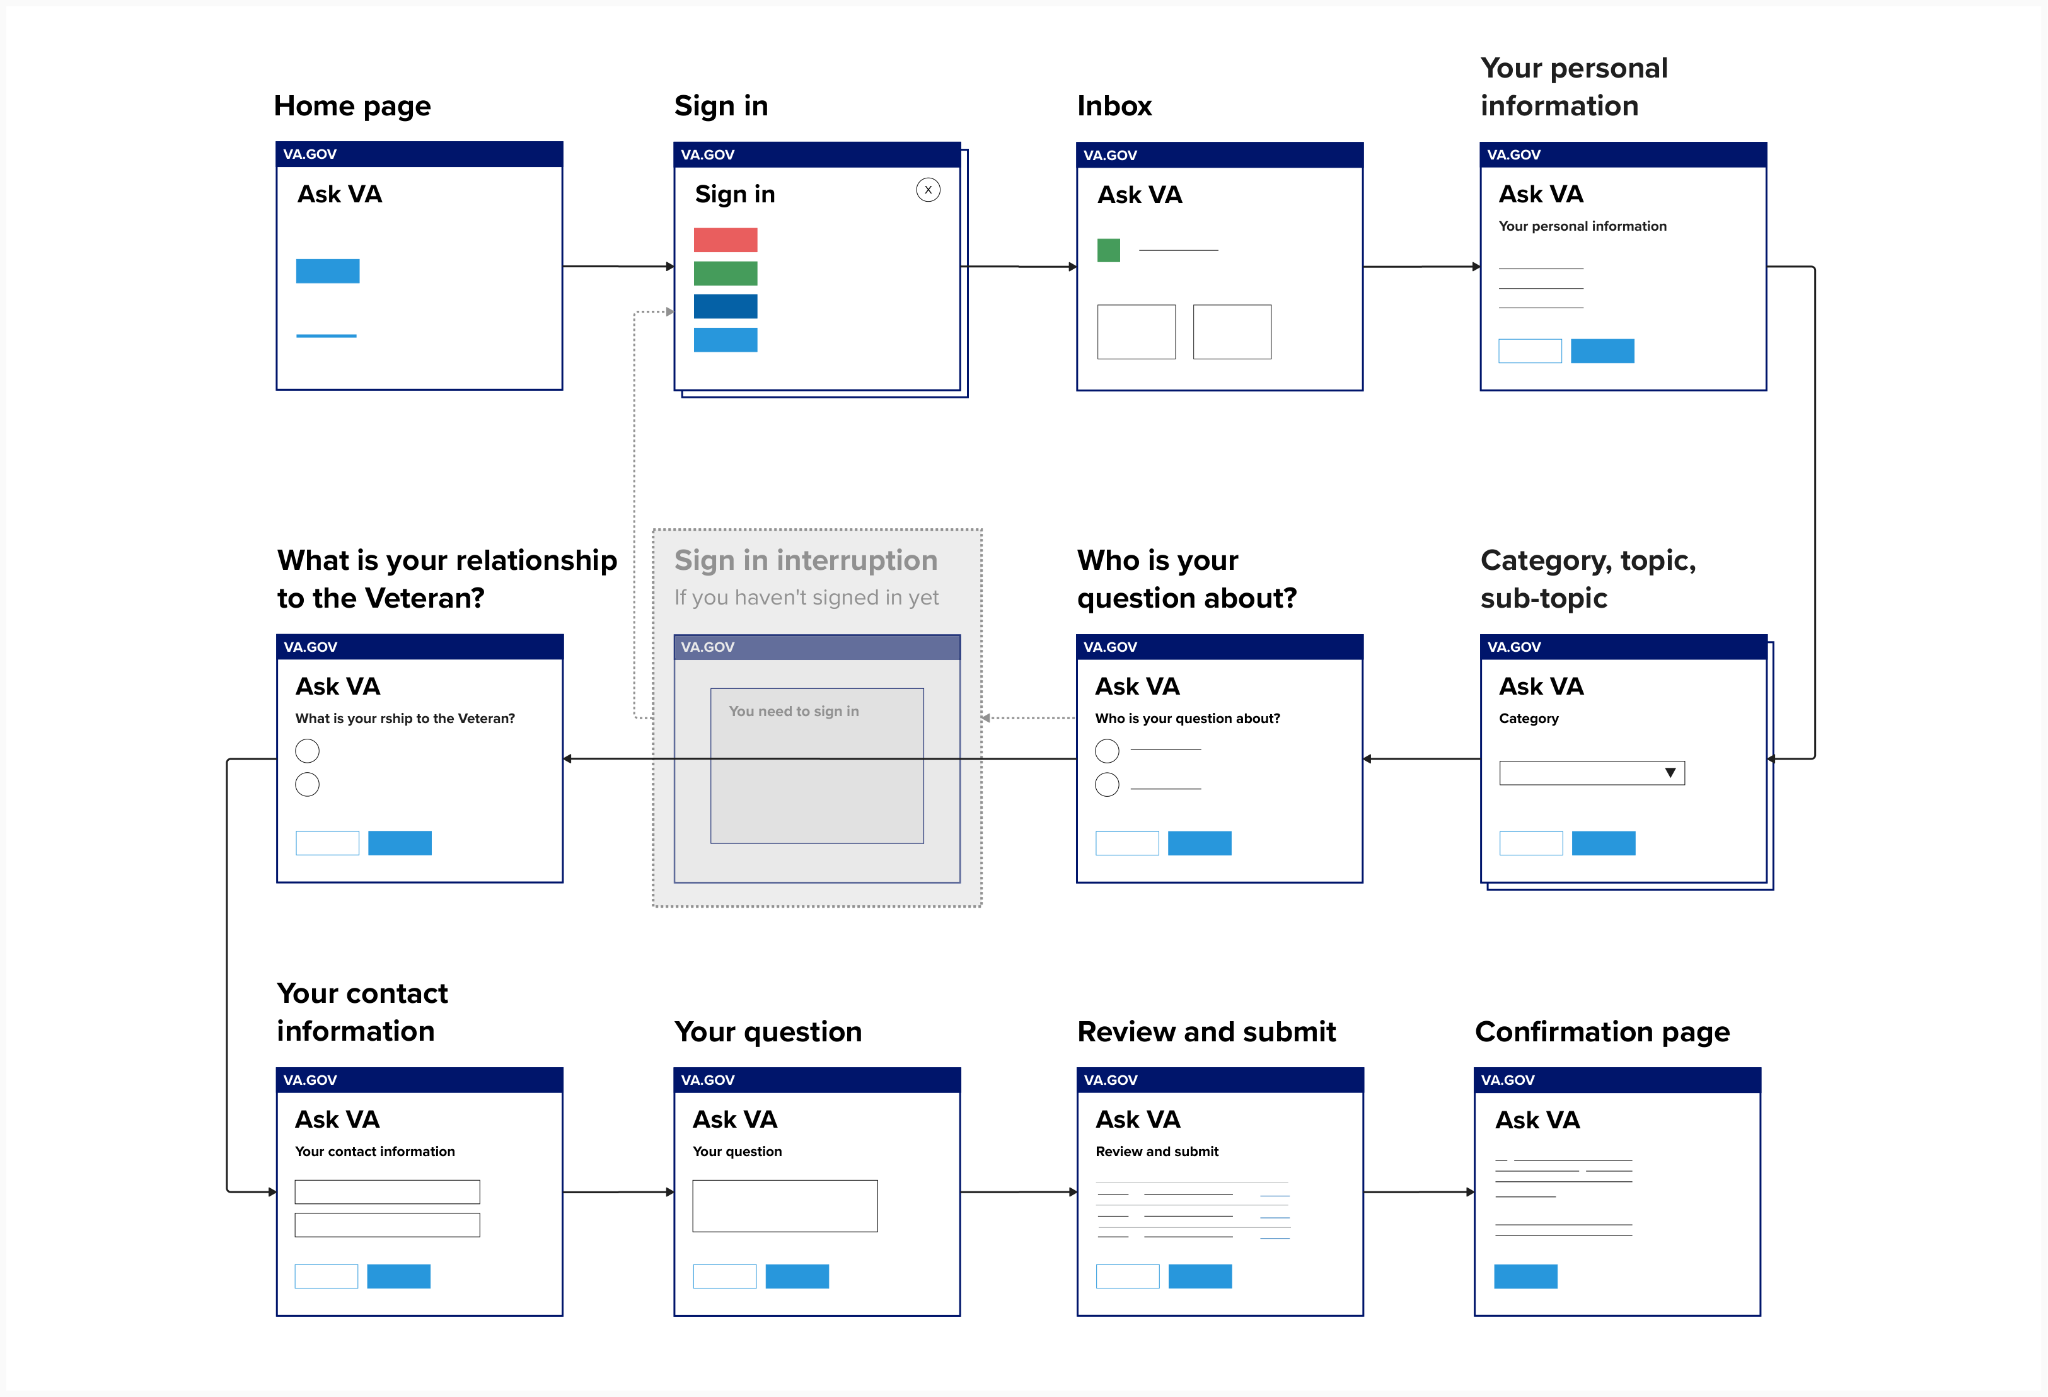 Home page
VA.GOV
Ask VA
Sign in
VA.GOV
Sign in
X
Inbox
VA.GOV
Ask VA
Your personal
information
VA.GOV
Ask VA
Your personal information
What is your relationship
to the Veteran?
VA.GOV
Ask VA
What is your rship to the Veteran?
Sign in interruption
If you haven't signed in yet
VA.GOV
You need to sign in
Who is your
question about?
VA.GOV
Ask VA
Who is your question about?
Category, topic,
sub-topic
VA.GOV
Ask VA
Category
Your contact
information
VA.GOV
Ask VA
Your contact information
Your question
VA.GOV
Ask VA
Your question
Review and submit
VA.GOV
Ask VA
Review and submit
Confirmation page
VA.GOV
Ask VA